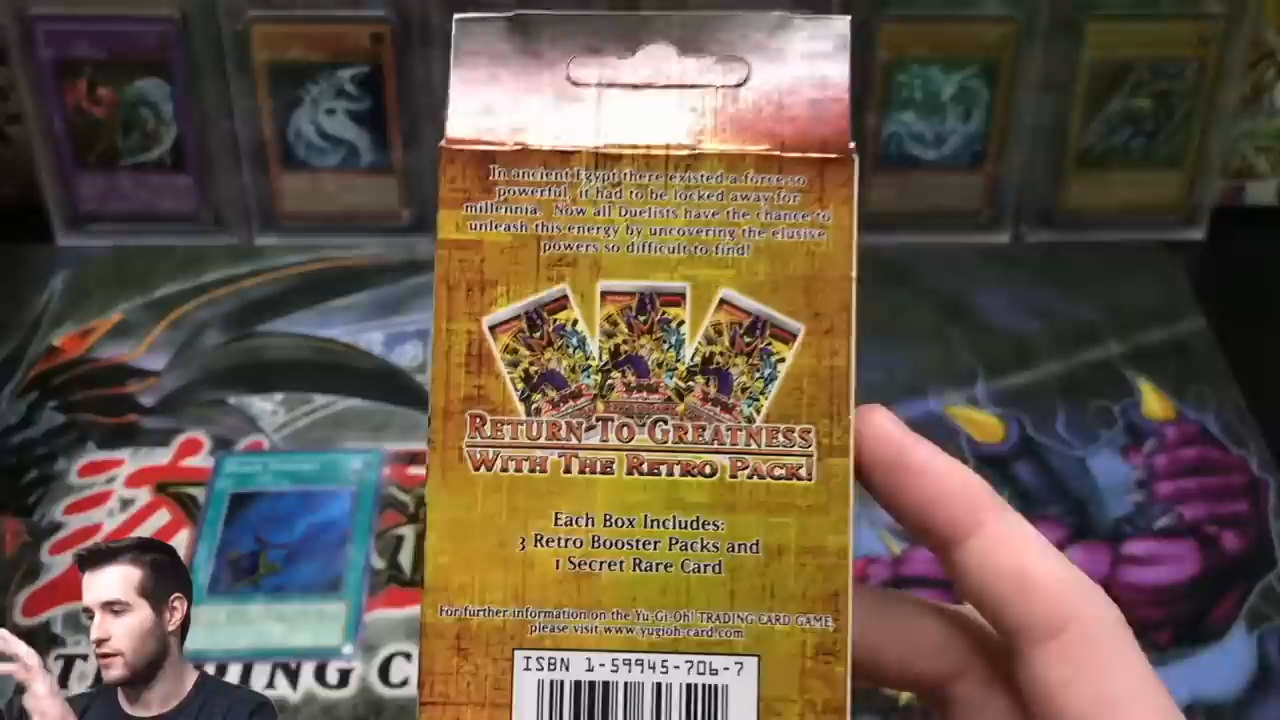 In ancient Egypt there existed a force so
powerful, it had to be locked away for
millennia. Now all Duelists have the chance to
unleash this energy by uncovering the elusive
powers so difficult to find!
RETURN TO GREATNESS
WITH THE RETRO PACK!
Each Box Includes:
3 Retro Booster Packs and
1 Secret Rare Card
For further information on the Yu-Gi-Oh! TRADING CARD GAME,
please visit www.yugioh-card.com
ISBN 1-59945-706-7